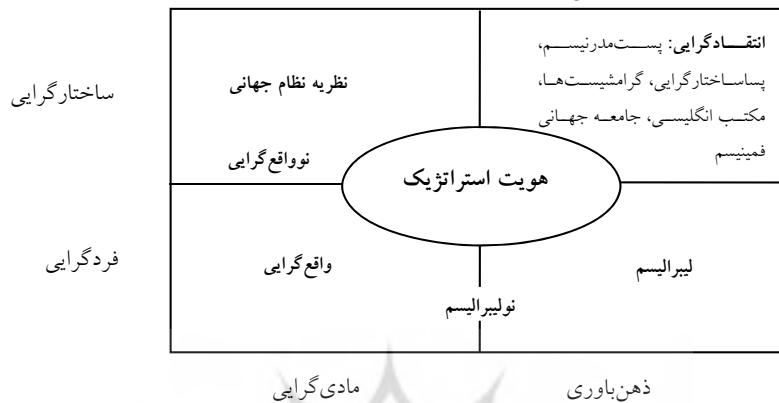 انتقادگرایی: پست‌مدرنیسم،
پساساختارگرایی، گرامشیست‌ها،
مکتب انگلیسی، جامعه جهانی
فمینیسم
نظریه نظام جهانی
ساختارگرایی
نوواقع‌گرایی
هویت استراتژیک
لیبرالیسم
واقع‌گرایی
فردگرایی
نولیبرالیسم
ذهن‌باوری
مادی‌گرایی